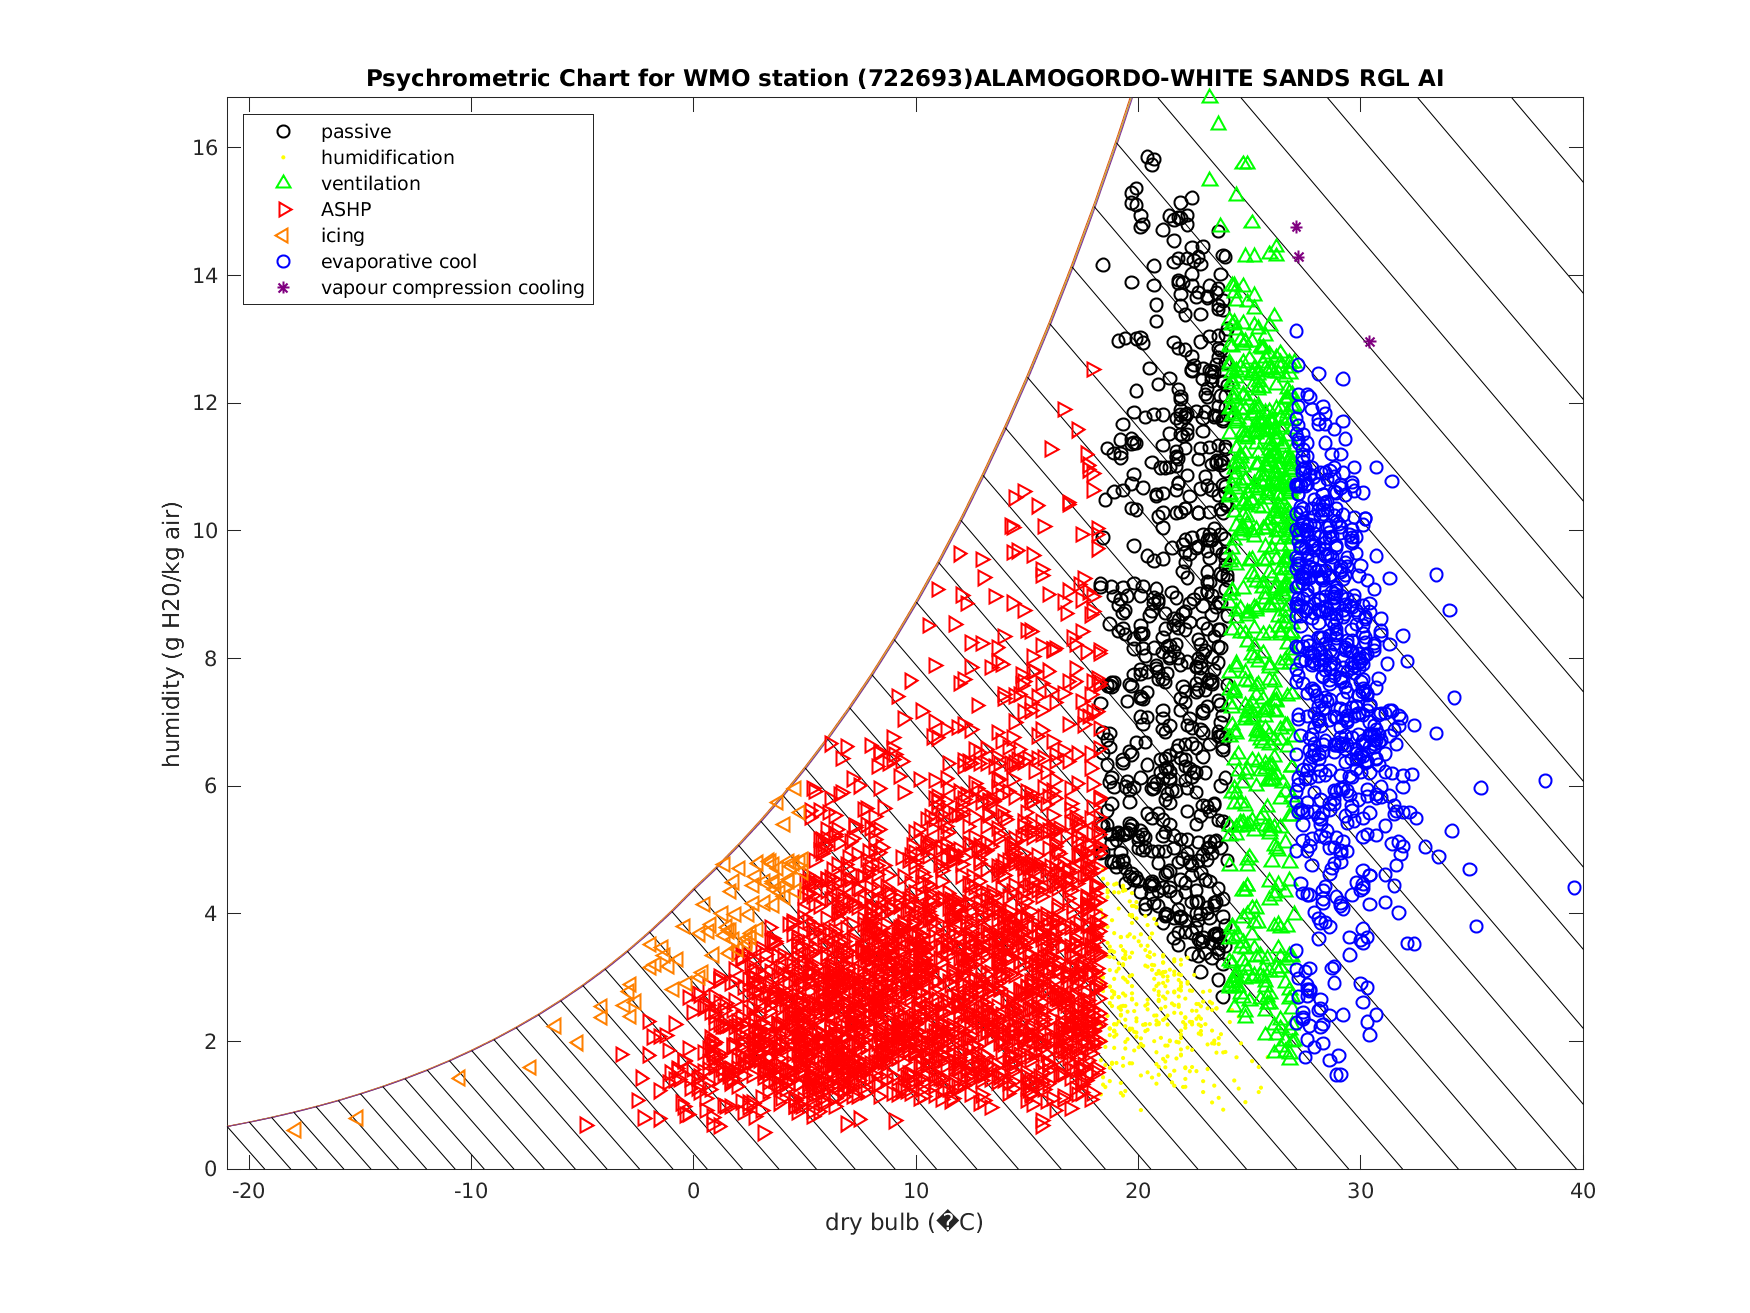 Psychrometric Chart for WMO station (722693)ALAMOGORDO-WHITE SANDS RGL AI
passive
humidification
ventilation
ASHP
icing
evaporative cool
vapour compression cooling
16
14
12
10
8
6
4
2
0
humidity (g H20/kg air)
-20 -10 0 10 20 30 40
dry bulb (�C)